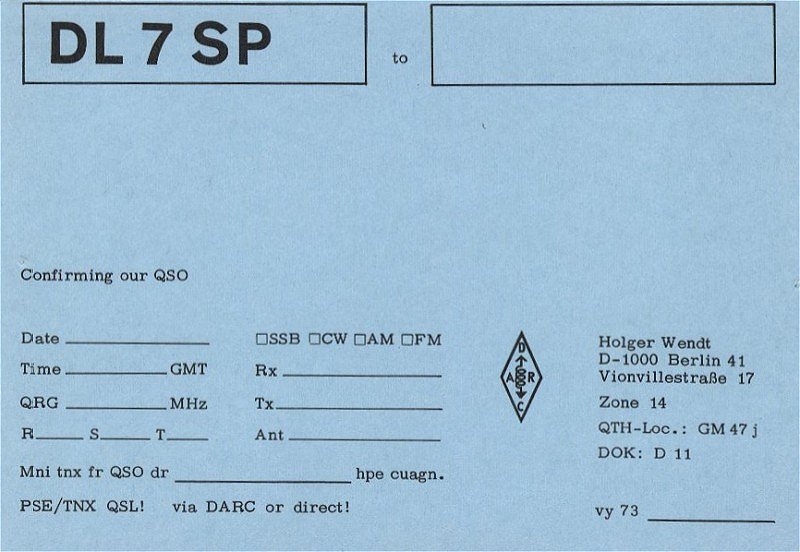 DL 7 SP to
Confirming our QSO
Date
Time GMT
QRG MHz
R S T
□SSB □CW □AM □FM
Rx
Tx
Ant
Mni tnx fr QSO dr hpe cuagn.
PSE/TNX QSL! via DARC or direct!
D
A R
C
Holger Wendt
D-1000 Berlin 41
Vionvillestraße 17
Zone 14
QTH-Loc.: GM 47 j
DOK: D 11
vy 73